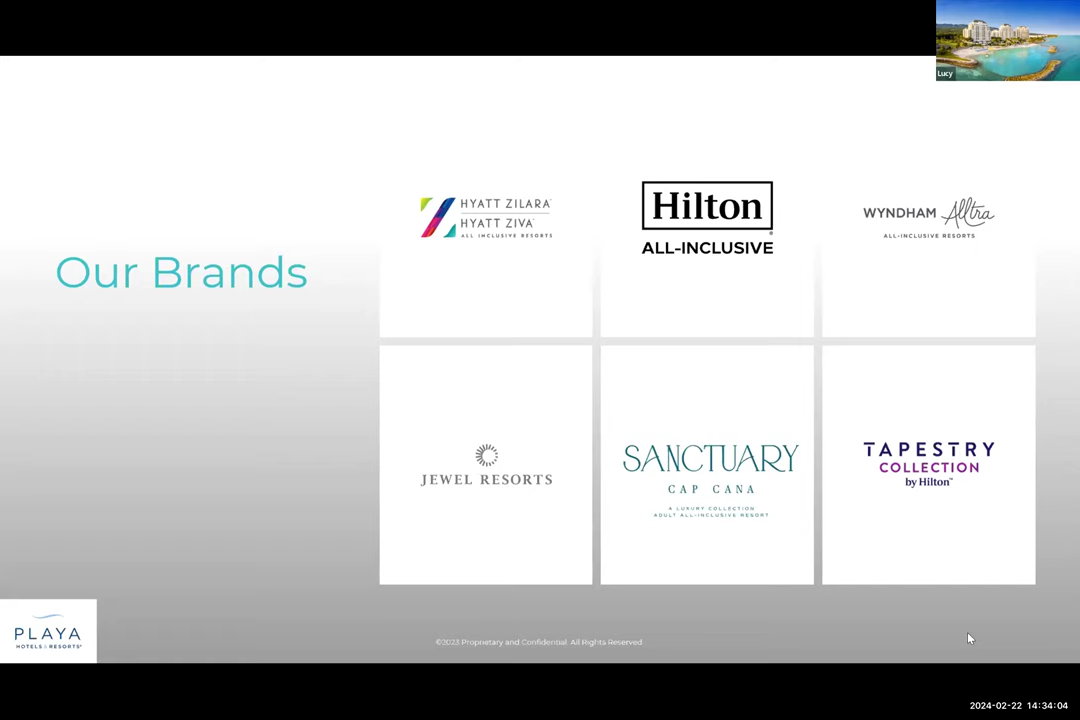 Lucy
Our Brands
HYATT ZILARA
HYATT ZIVA
ALL INCLUSIVE RESORTS
Hilton
ALL-INCLUSIVE
WYNDHAM Alltra
ALL-INCLUSIVE RESORTS
JEWEL RESORTS
SANCTUARY
CAP CANA
A LUXURY COLLECTION
ADULT ALL-INCLUSIVE RESORT
TAPESTRY
COLLECTION
by Hilton™
PLAYA
HOTELS & RESORTS®
©2023 Proprietary and Confidential. All Rights Reserved.
2024-02-22 14:34:04